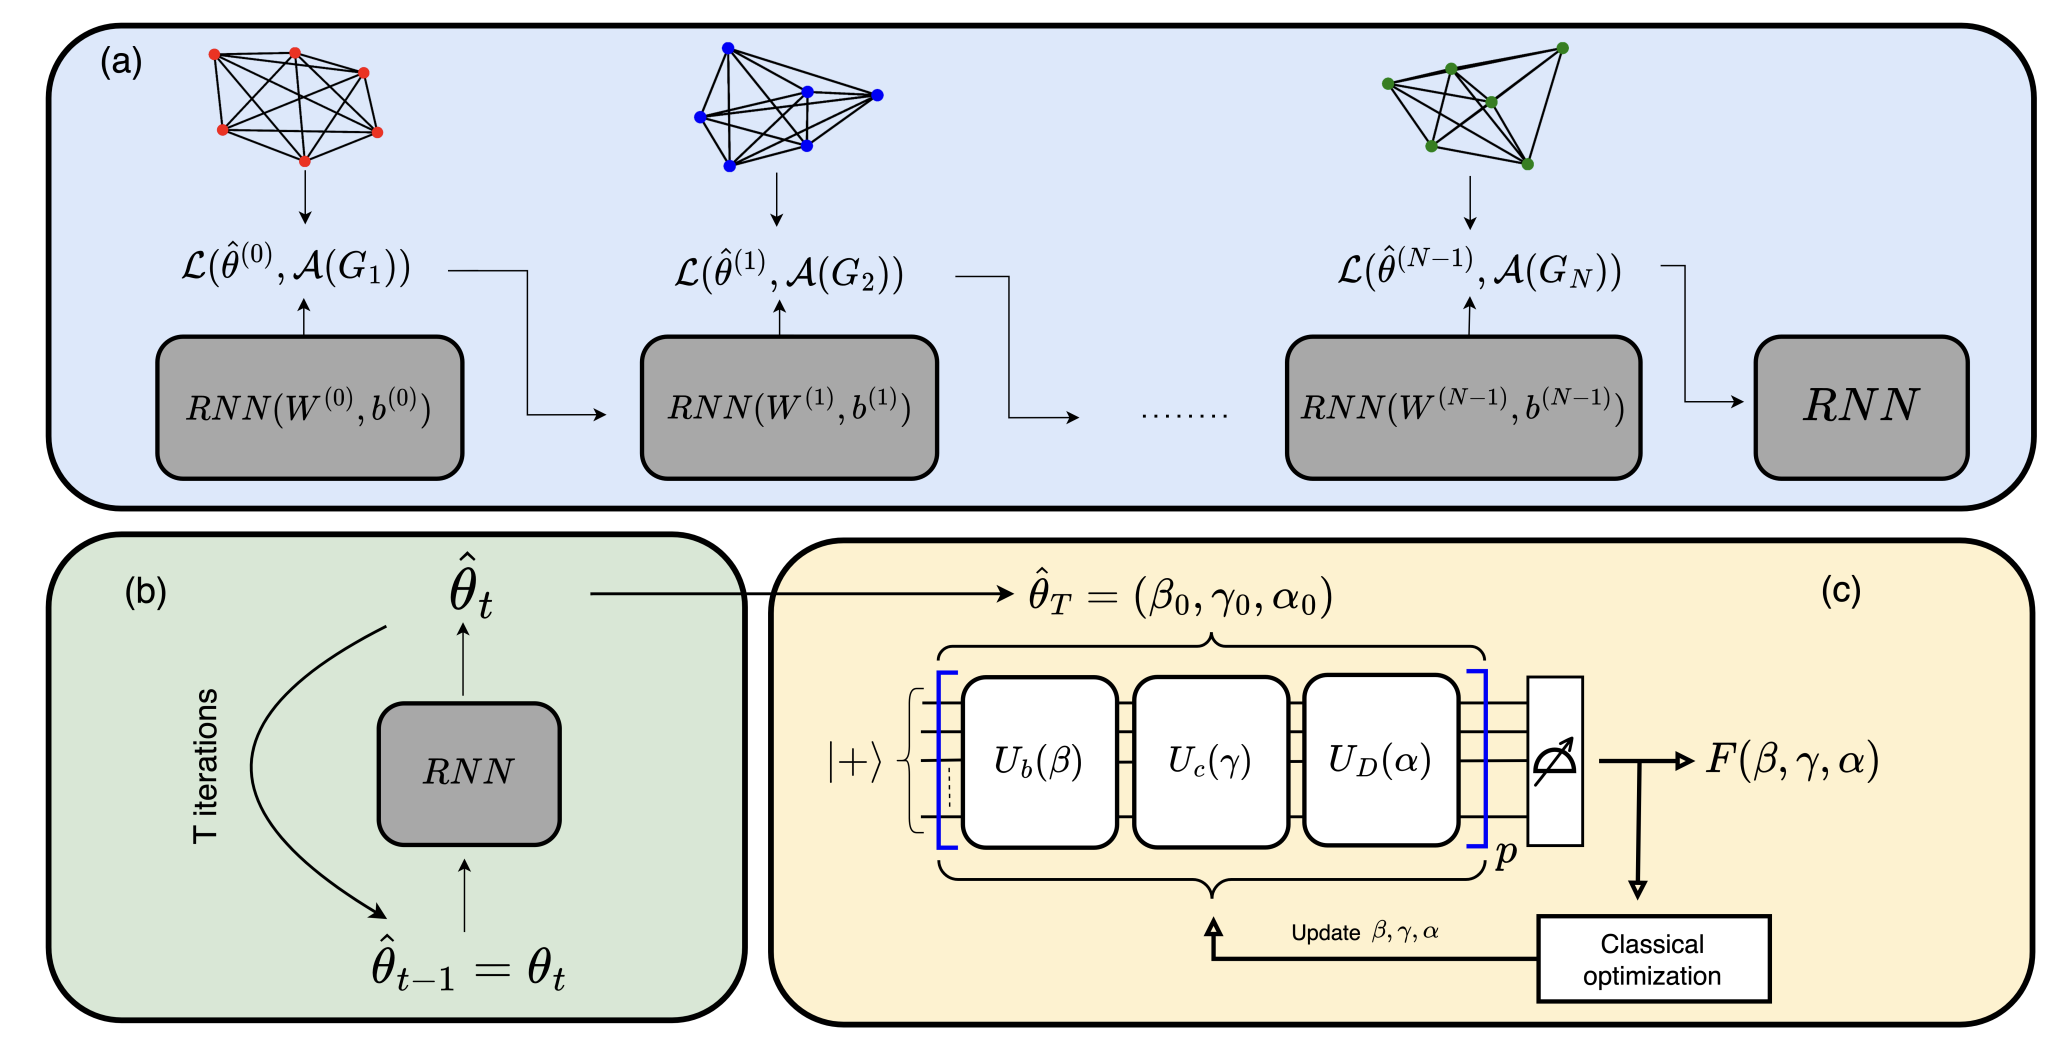 (a)
$\mathcal{L}(\hat{\theta}^{(0)}, \mathcal{A}(G_1))$
$\mathcal{L}(\hat{\theta}^{(1)}, \mathcal{A}(G_2))$
$\mathcal{L}(\hat{\theta}^{(N-1)}, \mathcal{A}(G_N))$
$RNN(W^{(0)}, b^{(0)})$
$RNN(W^{(1)}, b^{(1)})$
........
$RNN(W^{(N-1)}, b^{(N-1)})$
$RNN$
(b)
$\hat{\theta}_t$
T iterations
$RNN$
$\hat{\theta}_{t-1} = \theta_t$
(c)
$\hat{\theta}_T = (\beta_0, \gamma_0, \alpha_0)$
$|+\rangle$
$U_b(\beta)$
$U_c(\gamma)$
$U_D(\alpha)$
$p$
$F(\beta, \gamma, \alpha)$
Update $\beta, \gamma, \alpha$
Classical
optimization